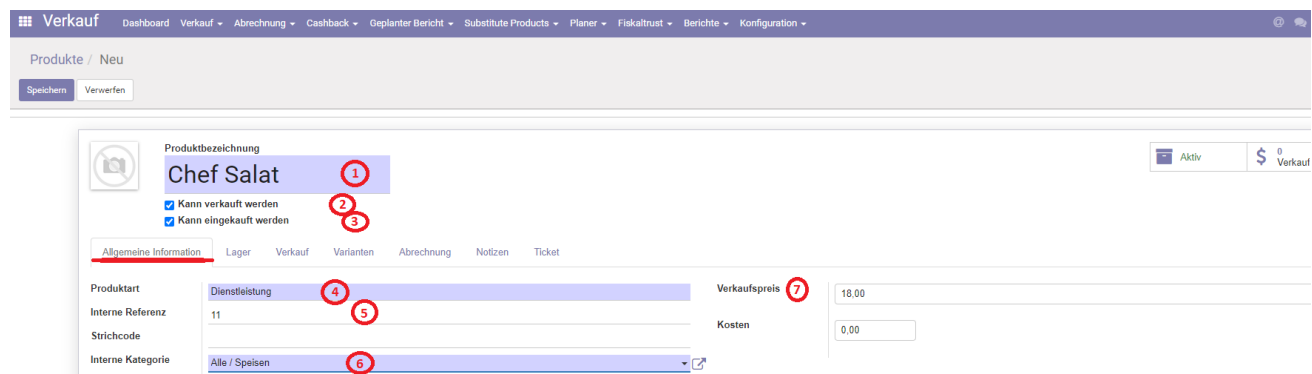 Verkauf Dashboard Verkauf Abrechnung Cashback Geplanter Bericht Substitute Products Planer Fiskaltrust Berichte Konfiguration @
Produkte / Neu
Speichern Verwerfen
Produktbezeichnung
Chef Salat 1
Aktiv $ 0 Verkauf
Kann verkauft werden 2
Kann eingekauft werden 3
Allgemeine Information Lager Verkauf Varianten Abrechnung Notizen Ticket
Produktart Dienstleistung 4 Verkaufspreis 7 18,00
Interne Referenz 11 5
Kosten 0,00
Strichcode
Interne Kategorie Alle / Speisen 6